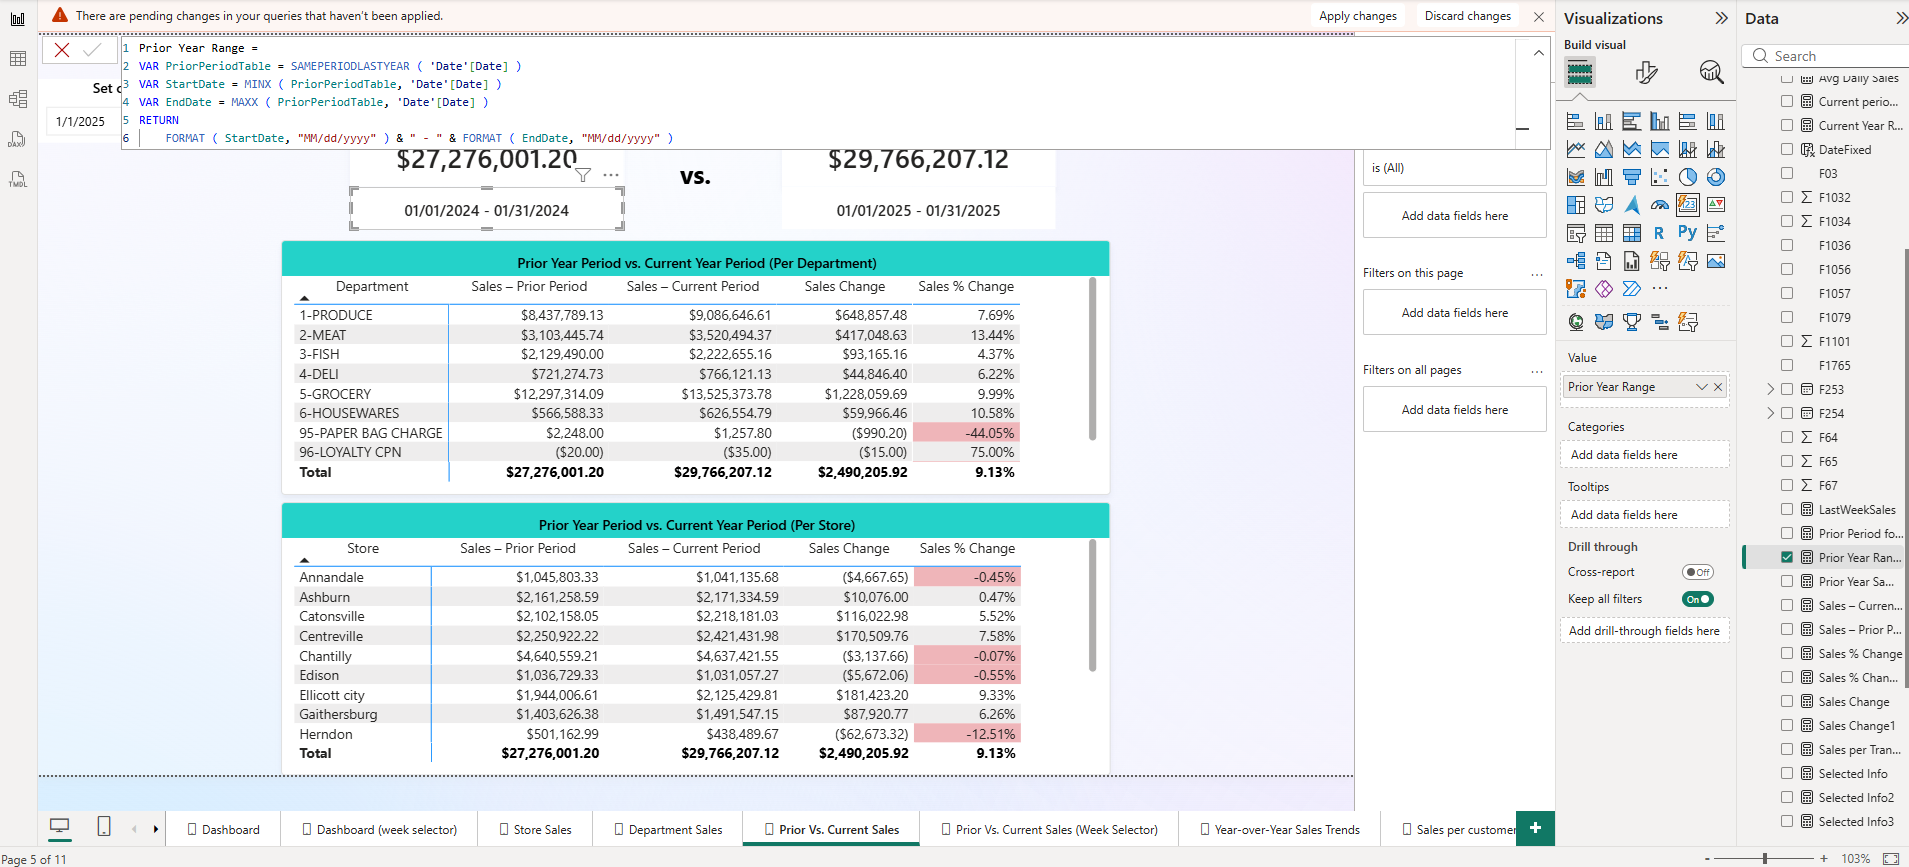 There are pending changes in your queries that haven't been applied.
Apply changes
Discard changes
1 Prior Year Range =
2 VAR PriorPeriodTable = SAMEPERIODLASTYEAR ( 'Date'[Date] )
3 VAR StartDate = MINX ( PriorPeriodTable, 'Date'[Date] )
4 VAR EndDate = MAXX ( PriorPeriodTable, 'Date'[Date] )
5 RETURN
6 FORMAT ( StartDate, "MM/dd/yyyy" ) & " - " & FORMAT ( EndDate, "MM/dd/yyyy" )
DAX
TMDL
Set
1/1/2025
$27,276,001.20
vs.
$29,766,207.12
01/01/2024 - 01/31/2024
01/01/2025 - 01/31/2025
Prior Year Period vs. Current Year Period (Per Department)
Department Sales – Prior Period Sales – Current Period Sales Change Sales % Change
1-PRODUCE $8,437,789.13 $9,086,646.61 $648,857.48 7.69%
2-MEAT $3,103,445.74 $3,520,494.37 $417,048.63 13.44%
3-FISH $2,129,490.00 $2,222,655.16 $93,165.16 4.37%
4-DELI $721,274.73 $766,121.13 $44,846.40 6.22%
5-GROCERY $12,297,314.09 $13,525,373.78 $1,228,059.69 9.99%
6-HOUSEWARES $566,588.33 $626,554.79 $59,966.46 10.58%
95-PAPER BAG CHARGE $2,248.00 $1,257.80 ($990.20) -44.05%
96-LOYALTY CPN ($20.00) ($35.00) ($15.00) 75.00%
Total $27,276,001.20 $29,766,207.12 $2,490,205.92 9.13%
Prior Year Period vs. Current Year Period (Per Store)
Store Sales – Prior Period Sales – Current Period Sales Change Sales % Change
Annandale $1,045,803.33 $1,041,135.68 ($4,667.65) -0.45%
Ashburn $2,161,258.59 $2,171,334.59 $10,076.00 0.47%
Catonsville $2,102,158.05 $2,218,181.03 $116,022.98 5.52%
Centreville $2,250,922.22 $2,421,431.98 $170,509.76 7.58%
Chantilly $4,640,559.21 $4,637,421.55 ($3,137.66) -0.07%
Edison $1,036,729.33 $1,031,057.27 ($5,672.06) -0.55%
Ellicott city $1,944,006.61 $2,125,429.81 $181,423.20 9.33%
Gaithersburg $1,403,626.38 $1,491,547.15 $87,920.77 6.26%
Herndon $501,162.99 $438,489.67 ($62,673.32) -12.51%
Total $27,276,001.20 $29,766,207.12 $2,490,205.92 9.13%
is (All)
Add data fields here
Filters on this page ...
Add data fields here
Filters on all pages ...
Add data fields here
Visualizations
Build visual
123
R
Py
...
Value
Prior Year Range
Categories
Add data fields here
Tooltips
Add data fields here
Drill through
Cross-report Off
Keep all filters On
Add drill-through fields here
Data
Search
Avg Daily Sales
Current perio...
Current Year R...
DateFixed
F03
F1032
F1034
F1036
F1056
F1057
F1079
F1101
F1765
F253
F254
F64
F65
F67
LastWeekSales
Prior Period fo...
Prior Year Ran...
Prior Year Sa...
Sales – Curren...
Sales – Prior P...
Sales % Change
Sales % Chan...
Sales Change
Sales Change1
Sales per Tran...
Selected Info
Selected Info2
Selected Info3
Dashboard
Dashboard (week selector)
Store Sales
Department Sales
Prior Vs. Current Sales
Prior Vs. Current Sales (Week Selector)
Year-over-Year Sales Trends
Sales per customer
+
Page 5 of 11
- + 103%